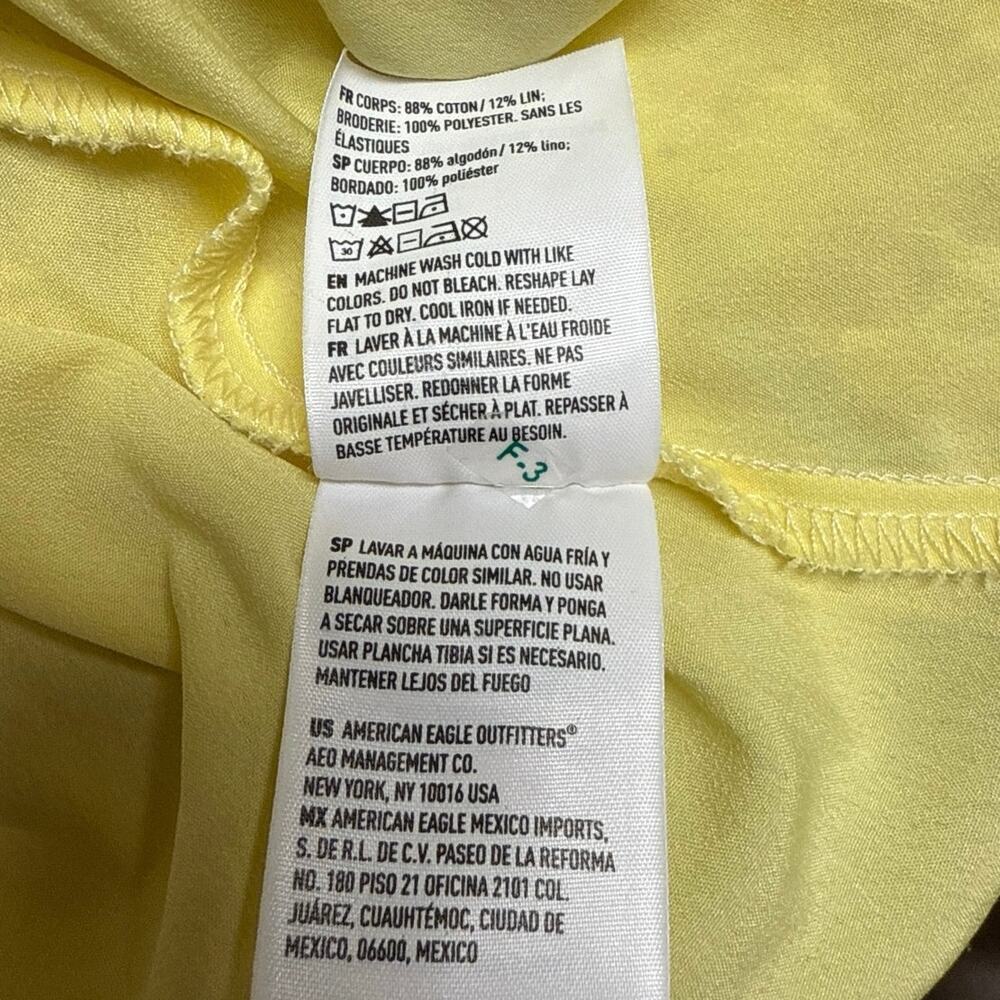 FR CORPS: 88% COTON / 12% LIN;
BRODERIE: 100% POLYESTER. SANS LES
ÉLASTIQUES
SP CUERPO: 88% algodón / 12% lino;
BORDADO: 100% poliéster
30
EN MACHINE WASH COLD WITH LIKE
COLORS. DO NOT BLEACH. RESHAPE LAY
FLAT TO DRY. COOL IRON IF NEEDED.
FR LAVER À LA MACHINE À L'EAU FROIDE
AVEC COULEURS SIMILAIRES. NE PAS
JAVELLISER. REDONNER LA FORME
ORIGINALE ET SÉCHER À PLAT. REPASSER À
BASSE TEMPÉRATURE AU BESOIN.
F-3
SP LAVAR A MÁQUINA CON AGUA FRÍA Y
PRENDAS DE COLOR SIMILAR. NO USAR
BLANQUEADOR. DARLE FORMA Y PONGA
A SECAR SOBRE UNA SUPERFICIE PLANA.
USAR PLANCHA TIBIA SI ES NECESARIO.
MANTENER LEJOS DEL FUEGO
US AMERICAN EAGLE OUTFITTERS®
AEO MANAGEMENT CO.
NEW YORK, NY 10016 USA
MX AMERICAN EAGLE MEXICO IMPORTS,
S. DE R.L. DE C.V. PASEO DE LA REFORMA
NO. 180 PISO 21 OFICINA 2101 COL.
JUÁREZ, CUAUHTÉMOC, CIUDAD DE
MEXICO, 06600, MEXICO